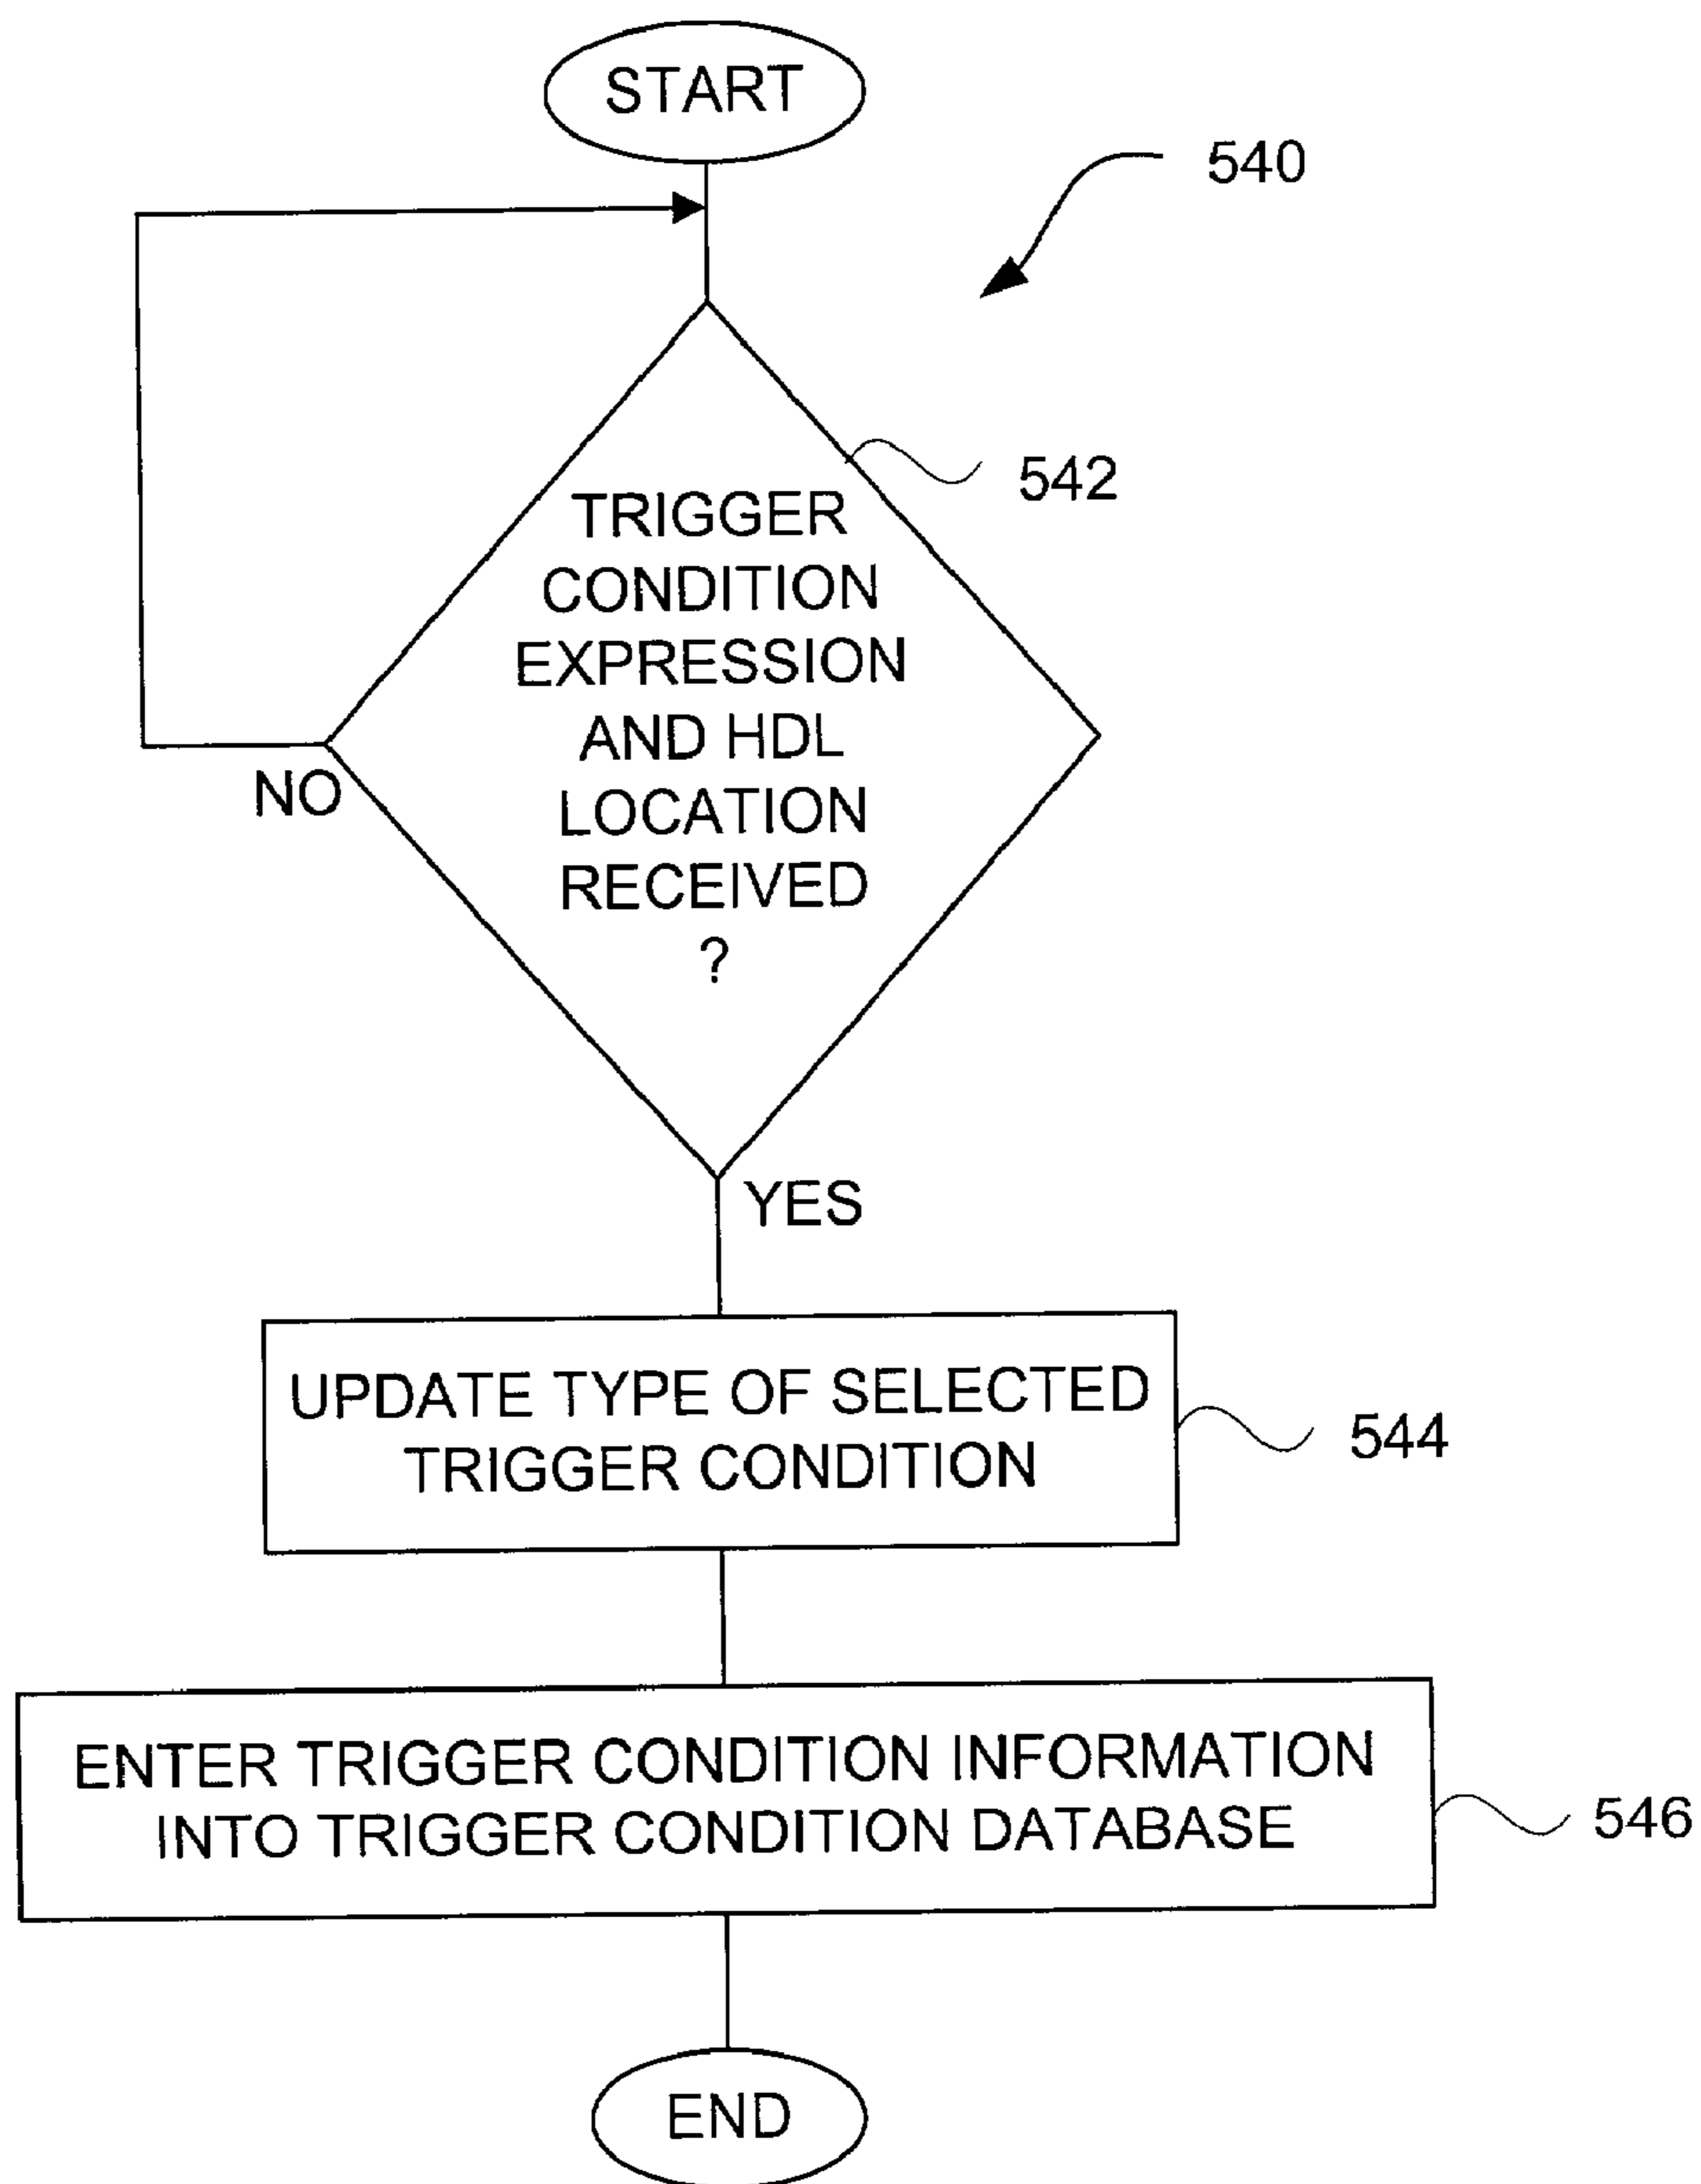 START
540
542
TRIGGER
CONDITION
EXPRESSION
AND HDL
LOCATION
RECEIVED
?
NO
YES
UPDATE TYPE OF SELECTED
TRIGGER CONDITION
544
ENTER TRIGGER CONDITION INFORMATION
INTO TRIGGER CONDITION DATABASE
546
END